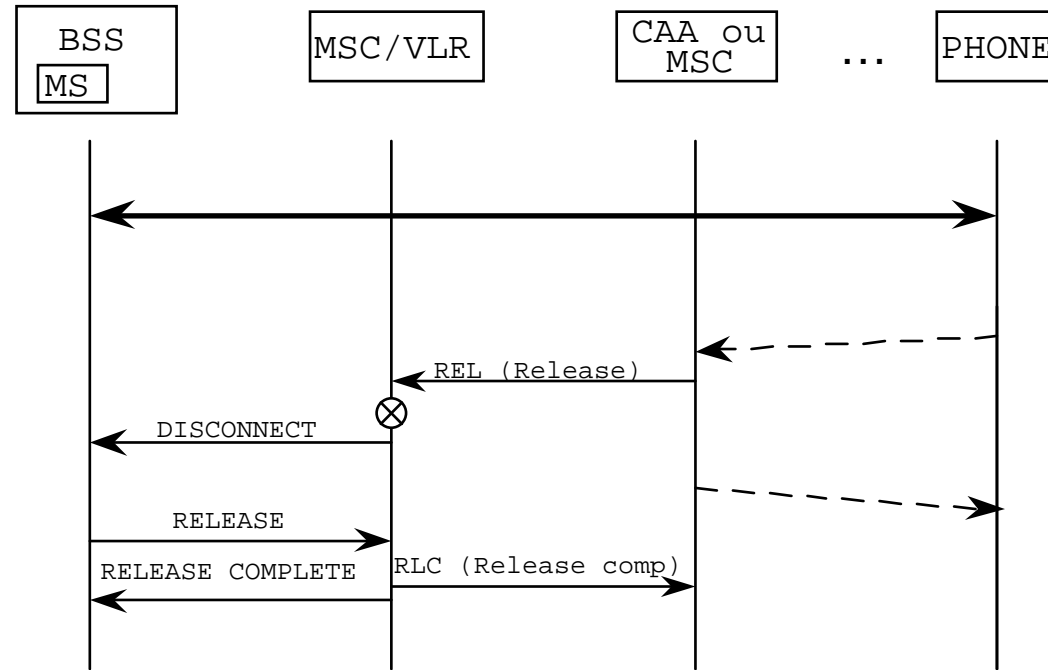 BSS
MS
MSC/VLR
CAA ou
MSC
...
PHONE
REL (Release)
DISCONNECT
RELEASE
RLC (Release comp)
RELEASE COMPLETE